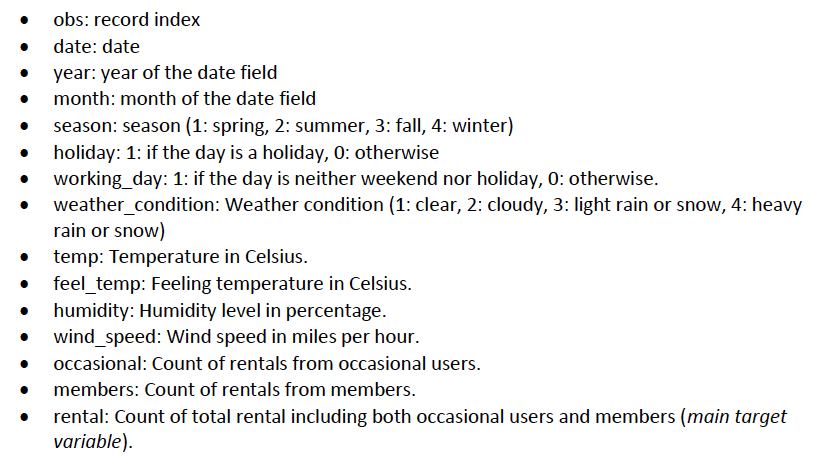 • obs: record index
• date: date
• year: year of the date field
• month: month of the date field
• season: season (1: spring, 2: summer, 3: fall, 4: winter)
• holiday: 1: if the day is a holiday, 0: otherwise
• working_day: 1: if the day is neither weekend nor holiday, 0: otherwise.
• weather_condition: Weather condition (1: clear, 2: cloudy, 3: light rain or snow, 4: heavy
rain or snow)
• temp: Temperature in Celsius.
• feel_temp: Feeling temperature in Celsius.
• humidity: Humidity level in percentage.
• wind_speed: Wind speed in miles per hour.
• occasional: Count of rentals from occasional users.
• members: Count of rentals from members.
• rental: Count of total rental including both occasional users and members (main target
variable).